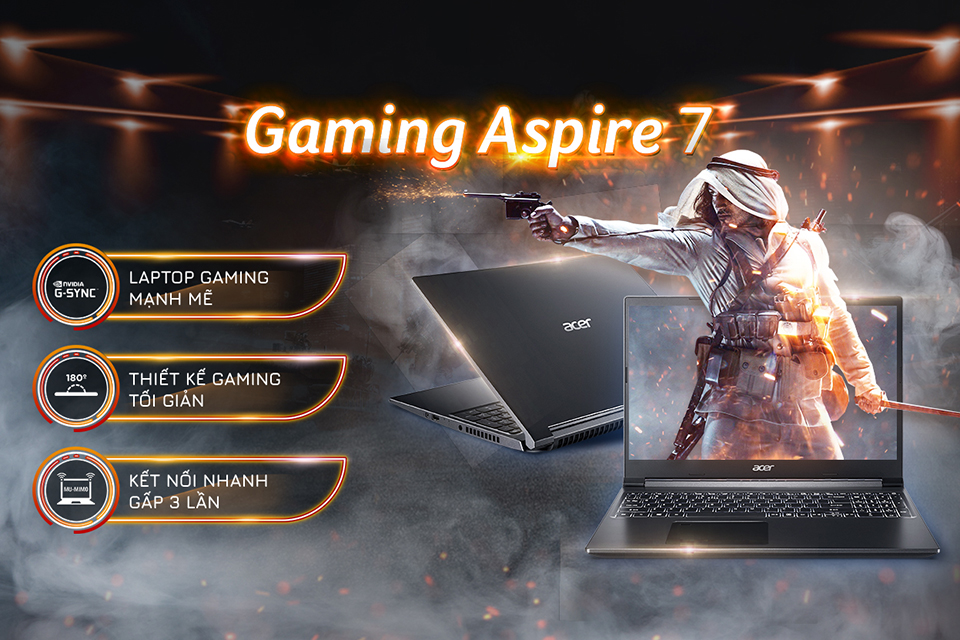 Gaming Aspire 7
NVIDIA
G-SYNC
LAPTOP GAMING
MẠNH MẼ
180°
THIẾT KẾ GAMING
TỐI GIẢN
MU-MIMO
KẾT NỐI NHANH
GẤP 3 LẦN
acer
acer